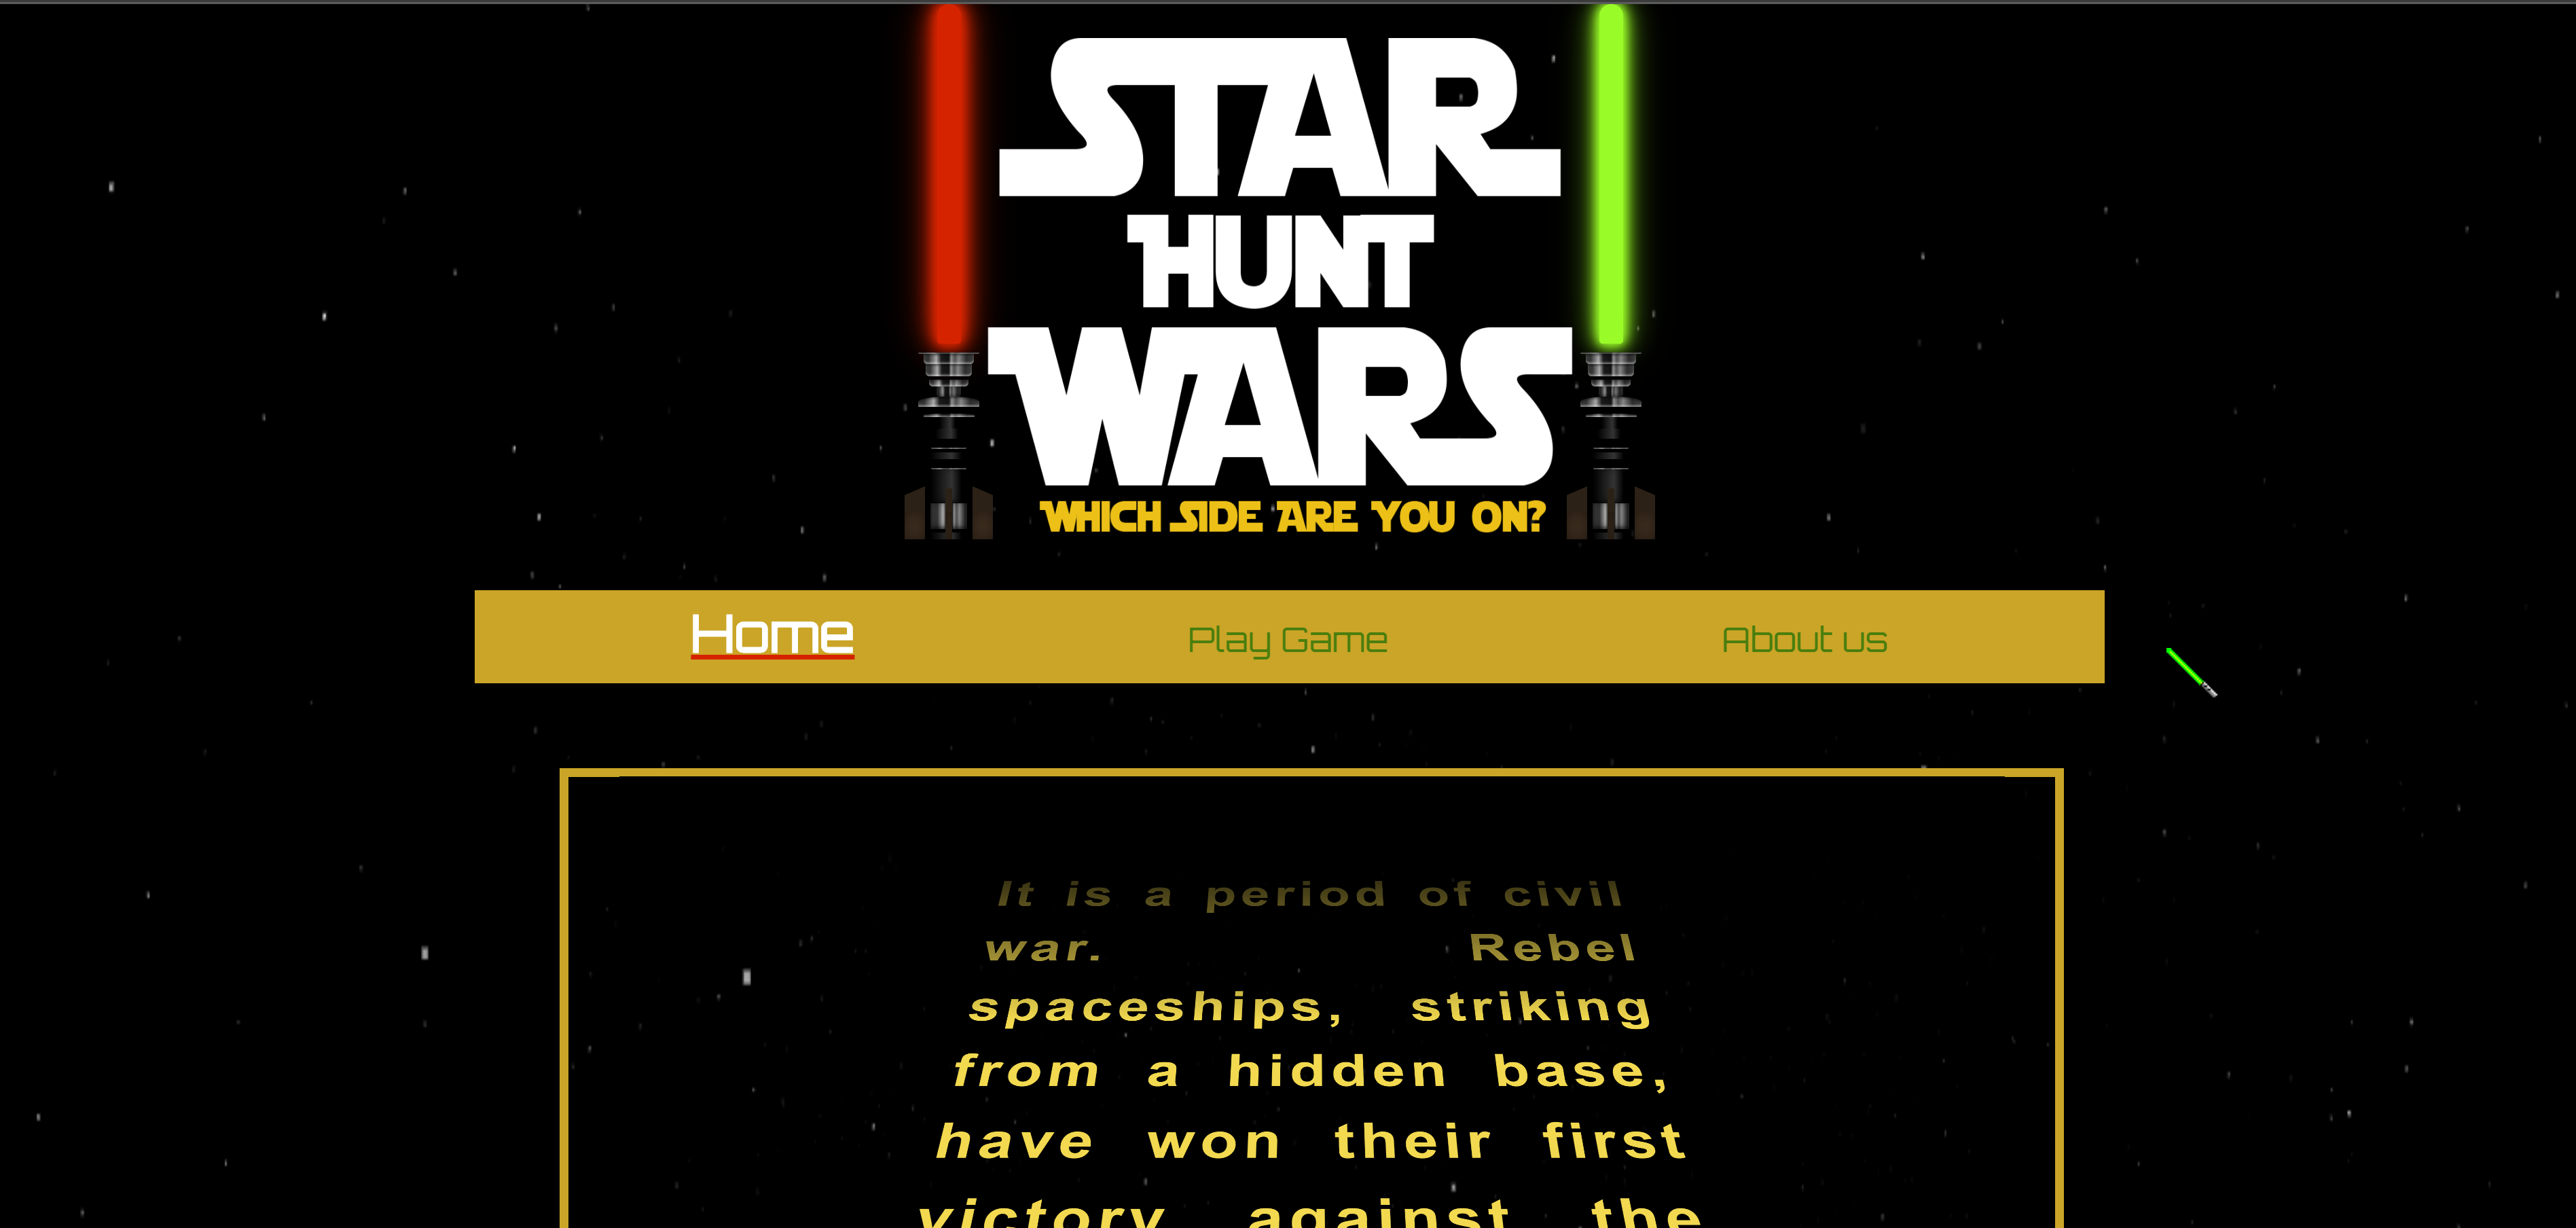 STAR
HUNT
WARS
WHICH SIDE ARE YOU ON?
Home Play Game About us
It is a period of civil
war. Rebel
spaceships, striking
from a hidden base,
have won their first
victory against the